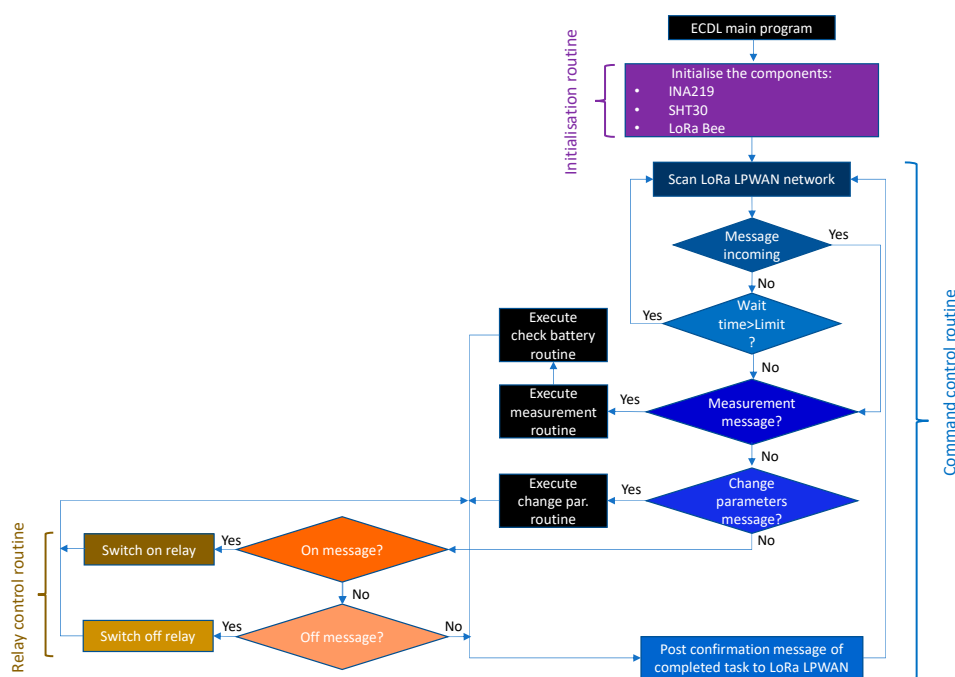 ECDL main program
Initialisation routine
Initialise the components:
• INA219
• SHT30
• LoRa Bee
Scan LoRa LPWAN network
Message
incoming
Yes
No
Wait
time>Limit
?
Yes
No
Execute
check battery
routine
Execute
measurement
routine
Yes
Measurement
message?
No
Command control routine
Execute
change par.
routine
Yes
Change
parameters
message?
No
Relay control routine
Switch on relay
Yes
On message?
No
Switch off relay
Yes
Off message?
No
Post confirmation message of
completed task to LoRa LPWAN